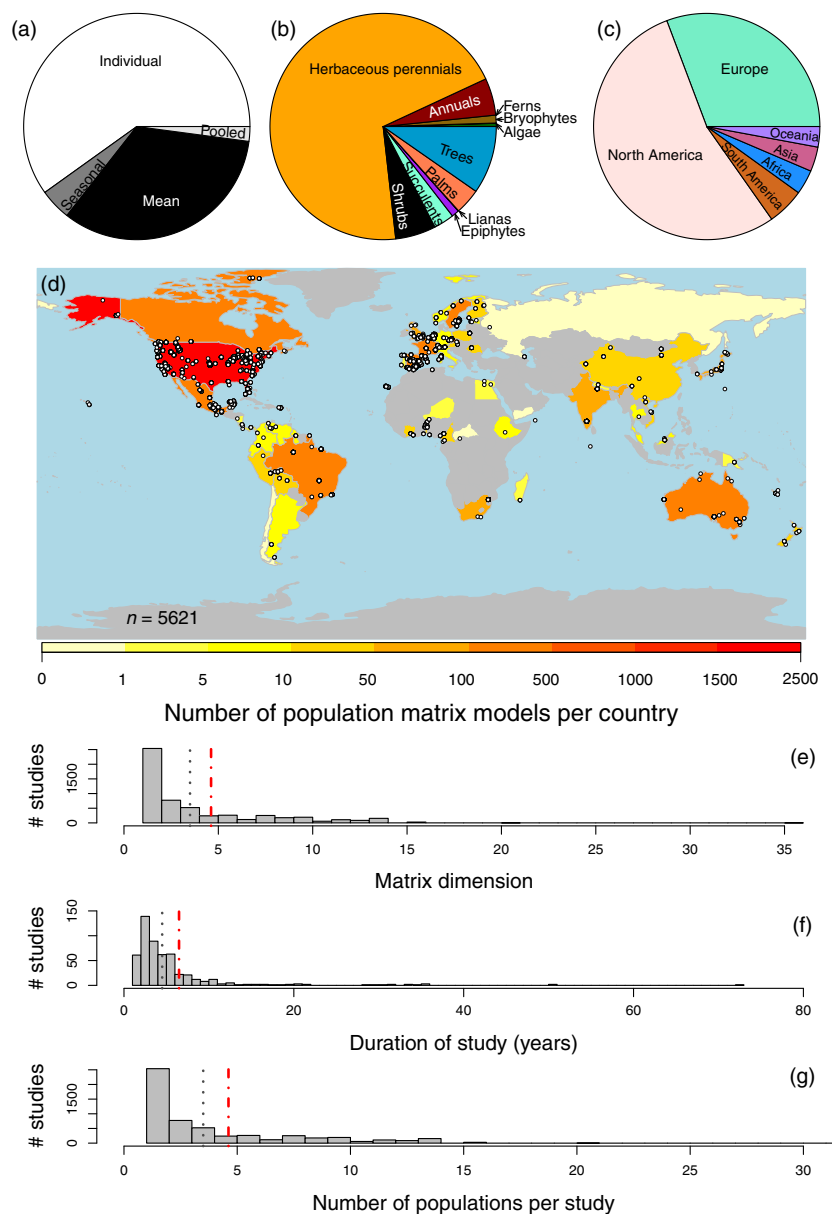 (a)
Individual
Pooled
Seasonal
Mean
(b)
Herbaceous perennials
Annuals
Ferns
Bryophytes
Algae
Trees
Palms
Lianas
Epiphytes
Succulents
Shrubs
(c)
Europe
North America
Oceania
Asia
Africa
South America
(d)
n = 5621
0 1 5 10 50 100 500 1000 1500 2500
Number of population matrix models per country
(e)
# studies
0 1500
0 5 10 15 20 25 30 35
Matrix dimension
(f)
# studies
0 50 150
0 20 40 60 80
Duration of study (years)
(g)
# studies
0 1500
0 5 10 15 20 25 30
Number of populations per study